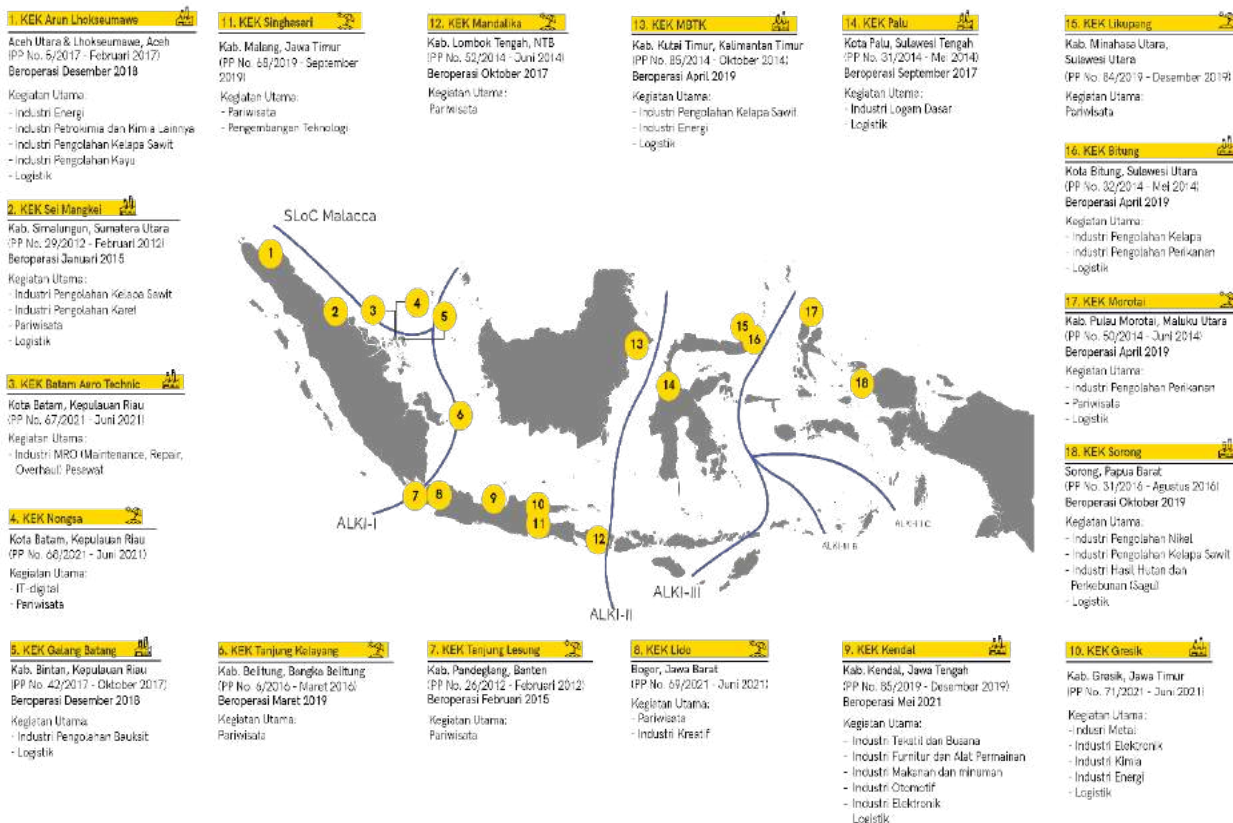 1. KEK Arun Lhokseumawe
Aceh Utara & Lhokseumawe, Aceh
(PP No. 5/2017 - Februari 2017)
Beroperasi Desember 2018
Kegiatan Utama:
- Industri Energi
- Industri Petrokimia dan Kimia Lainnya
- Industri Pengolahan Kelapa Sawit
- Industri Pengolahan Kayu
- Logistik
2. KEK Sei Mangkei
Kab. Simalungun, Sumatera Utara
(PP No. 29/2012 - Februari 2012)
Beroperasi Januari 2015
Kegiatan Utama:
- Industri Pengolahan Kelapa Sawit
- Industri Pengolahan Karet
- Pariwisata
- Logistik
3. KEK Batam Aero Technic
Kota Batam, Kepulauan Riau
(PP No. 67/2021 - Juni 2021)
Kegiatan Utama:
- Industri MRO (Maintenance, Repair,
Overhaul) Pesawat
4. KEK Nongsa
Kota Batam, Kepulauan Riau
(PP No. 68/2021 - Juni 2021)
Kegiatan Utama:
- IT-digital
- Pariwisata
5. KEK Galang Batang
Kab. Bintan, Kepulauan Riau
(PP No. 42/2017 - Oktober 2017)
Beroperasi Desember 2018
Kegiatan Utama:
- Industri Pengolahan Bauksit
- Logistik
6. KEK Tanjung Kelayang
Kab. Belitung, Bangka Belitung
(PP No. 6/2016 - Maret 2016)
Beroperasi Maret 2019
Kegiatan Utama:
Pariwisata
7. KEK Tanjung Lesung
Kab. Pandeglang, Banten
(PP No. 26/2012 - Februari 2012)
Beroperasi Februari 2015
Kegiatan Utama:
Pariwisata
8. KEK Lido
Bogor, Jawa Barat
(PP No. 69/2021 - Juni 2021)
Kegiatan Utama:
- Pariwisata
- Industri Kreatif
9. KEK Kendal
Kab. Kendal, Jawa Tengah
(PP No. 85/2019 - Desember 2019)
Beroperasi Mei 2021
Kegiatan Utama:
- Industri Tekstil dan Busana
- Industri Furnitur dan Alat Permainan
- Industri Makanan dan minuman
- Industri Otomotif
- Industri Elektronik
Logistik
10. KEK Gresik
Kab. Gresik, Jawa Timur
(PP No. 71/2021 - Juni 2021)
Kegiatan Utama:
- Indusri Metal
- Industri Elektronik
- Industri Kimia
- Industri Energi
- Logistik
11. KEK Singhasari
Kab. Malang, Jawa Timur
(PP No. 68/2019 - September
2019)
Kegiatan Utama:
- Pariwisata
- Pengembangan Teknologi
12. KEK Mandalika
Kab. Lombok Tengah, NTB
(PP No. 52/2014 - Juni 2014)
Beroperasi Oktober 2017
Kegiatan Utama:
Pariwisata
13. KEK MBTK
Kab. Kutai Timur, Kalimantan Timur
(PP No. 85/2014 - Oktober 2014)
Beroperasi April 2019
Kegiatan Utama:
- Industri Pengolahan Kelapa Sawit
- Industri Energi
- Logistik
14. KEK Palu
Kota Palu, Sulawesi Tengah
(PP No. 31/2014 - Mei 2014)
Beroperasi September 2017
Kegiatan Utama:
- Industri Logam Dasar
- Logistik
15. KEK Likupang
Kab. Minahasa Utara,
Sulawesi Utara
(PP No. 84/2019 - Desember 2019)
Kegiatan Utama:
Pariwisata
16. KEK Bitung
Kota Bitung, Sulawesi Utara
(PP No. 32/2014 - Mei 2014)
Beroperasi April 2019
Kegiatan Utama:
- Industri Pengolahan Kelapa
- Industri Pengolahan Perikanan
- Logistik
17. KEK Morotai
Kab. Pulau Morotai, Maluku Utara
(PP No. 50/2014 - Juni 2014)
Beroperasi April 2019
Kegiatan Utama:
- Industri Pengolahan Perikanan
- Pariwisata
- Logistik
18. KEK Sorong
Sorong, Papua Barat
(PP No. 31/2016 - Agustus 2016)
Beroperasi Oktober 2019
Kegiatan Utama:
- Industri Pengolahan Nikel
- Industri Pengolahan Kelapa Sawit
- Industri Hasil Hutan dan
Perkebunan (Sagu)
- Logistik
SLoC Malacca
1
2
3
4
5
6
7
8
9
10
11
12
13
14
15
16
17
18
ALKI-I
ALKI-II
ALKI-III
ALKI-III B
ALKI-III C